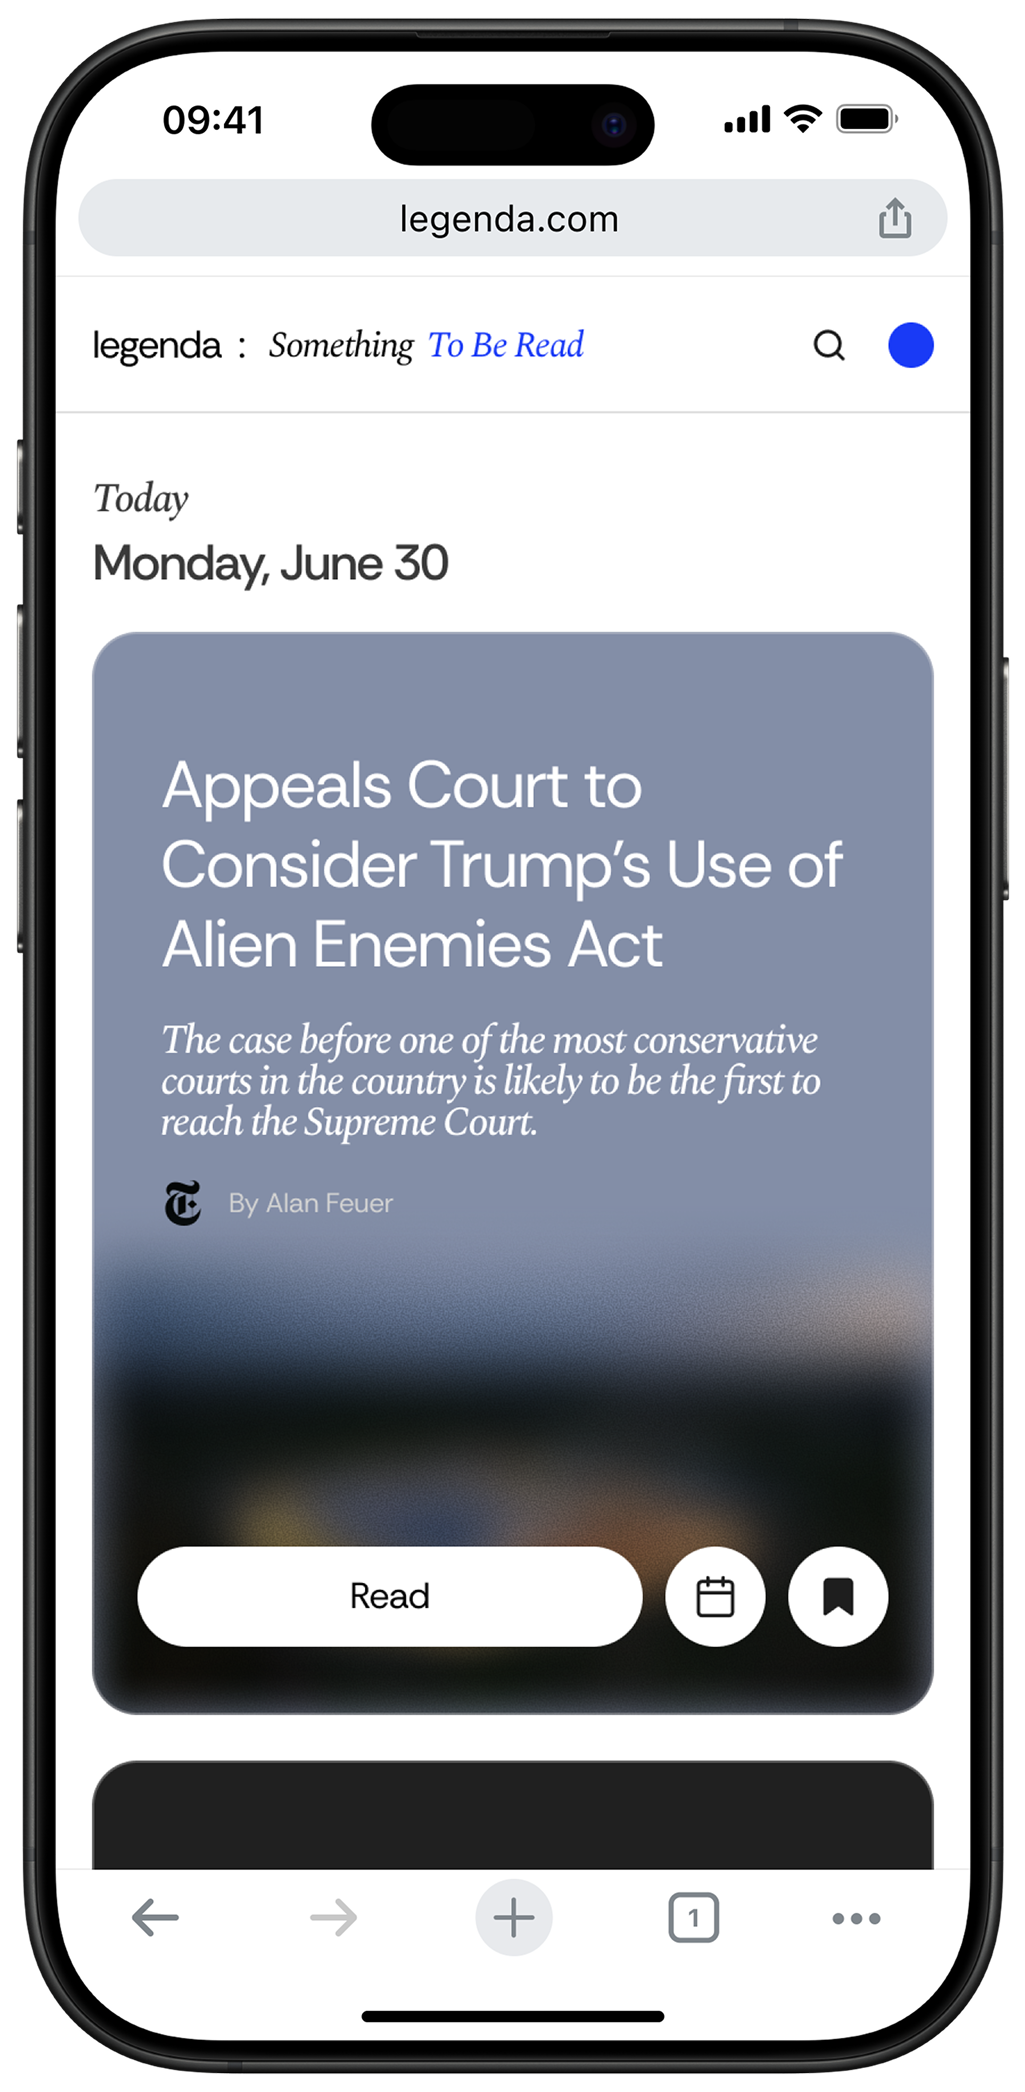 09:41
legenda.com
legenda : Something To Be Read
Today
Monday, June 30
Appeals Court to
Consider Trump’s Use of
Alien Enemies Act
The case before one of the most conservative
courts in the country is likely to be the first to
reach the Supreme Court.
T By Alan Feuer
Read
1